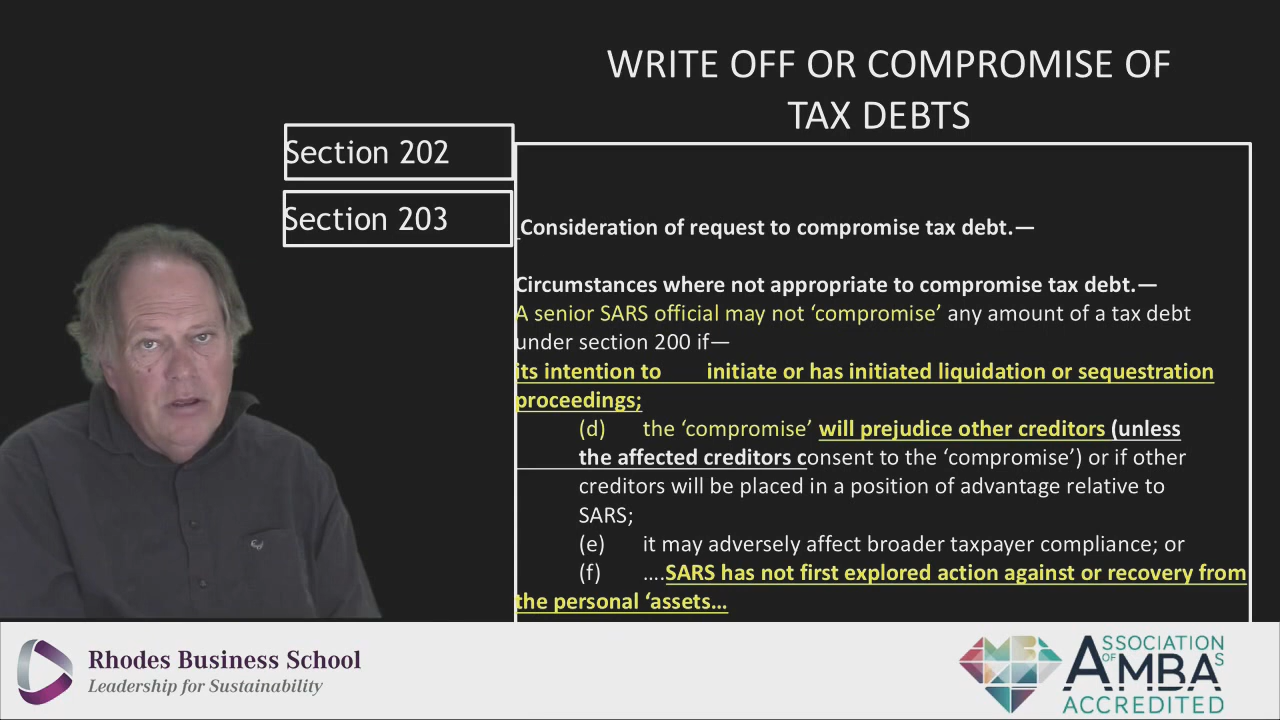 WRITE OFF OR COMPROMISE OF
TAX DEBTS
Section 202
Section 203
Consideration of request to compromise tax debt.—
Circumstances where not appropriate to compromise tax debt.—
A senior SARS official may not ‘compromise’ any amount of a tax debt
under section 200 if—
its intention to initiate or has initiated liquidation or sequestration
proceedings;
(d) the ‘compromise’ will prejudice other creditors (unless
the affected creditors consent to the ‘compromise’) or if other
creditors will be placed in a position of advantage relative to
SARS;
(e) it may adversely affect broader taxpayer compliance; or
(f) ....SARS has not first explored action against or recovery from
the personal ‘assets…
Rhodes Business School
Leadership for Sustainability
ASSOCIATION
OF MBAs
AMBA
ACCREDITED